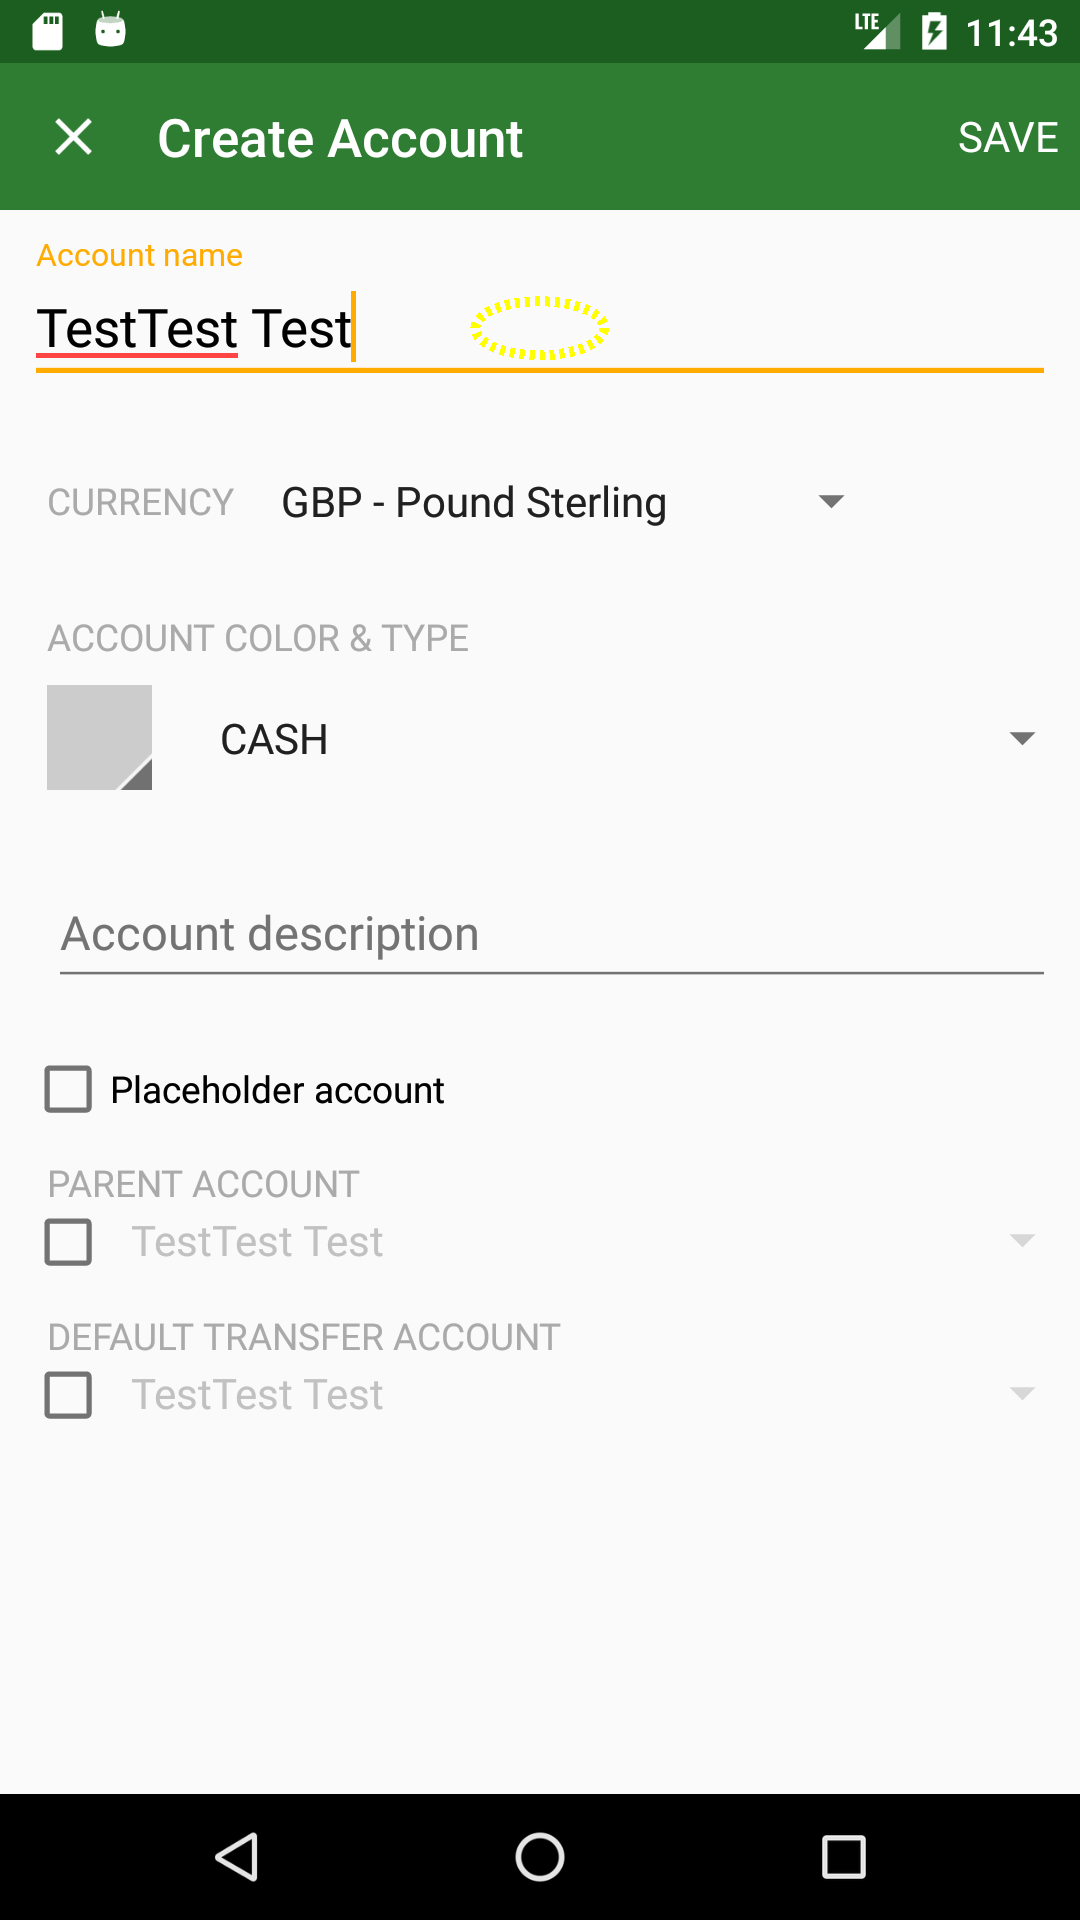 LTE 11:43
Create Account SAVE
Account name
TestTest Test
CURRENCY GBP - Pound Sterling
ACCOUNT COLOR & TYPE
CASH
Account description
Placeholder account
PARENT ACCOUNT
TestTest Test
DEFAULT TRANSFER ACCOUNT
TestTest Test